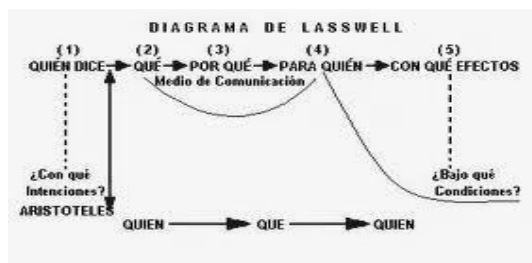 DIAGRAMA DE LASSWELL
(1) (2) (3) (4) (5)
QUIÉN DICE QUÉ POR QUÉ PARA QUIÉN CON QUÉ EFECTOS
Medio de Comunicación
¿Con qué Intenciones?
¿Bajo qué Condiciones?
ARISTOTELES
QUIEN QUE QUIEN